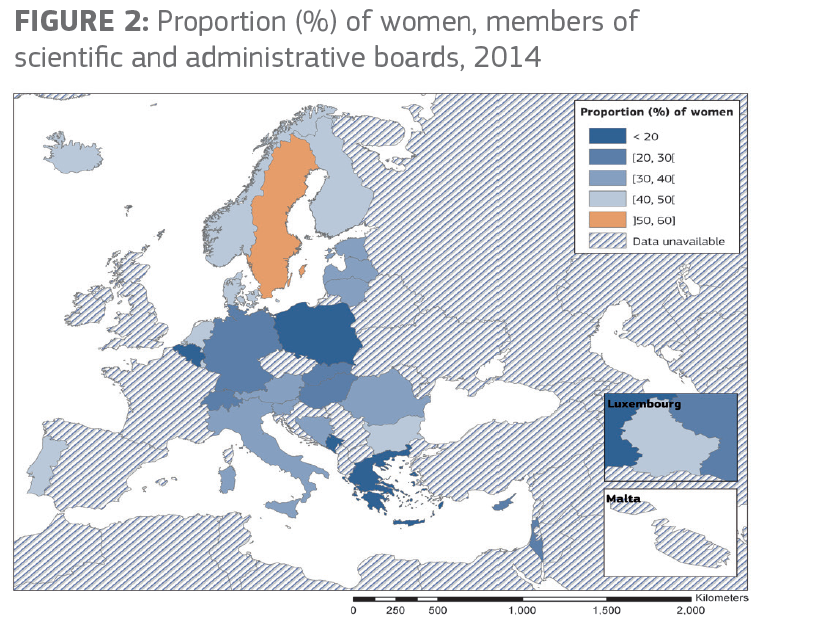 FIGURE 2: Proportion (%) of women, members of
scientific and administrative boards, 2014
Proportion (%) of women
< 20
[20, 30[
[30, 40[
[40, 50[
]50, 60]
Data unavailable
Luxembourg
Malta
Kilometers
0 250 500 1,000 1,500 2,000